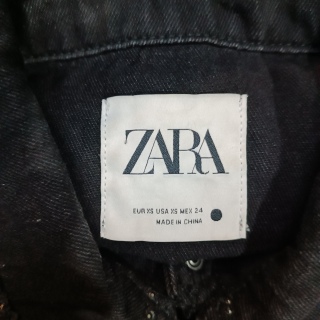 ZARA
EUR XS USA XS MEX 24
MADE IN CHINA